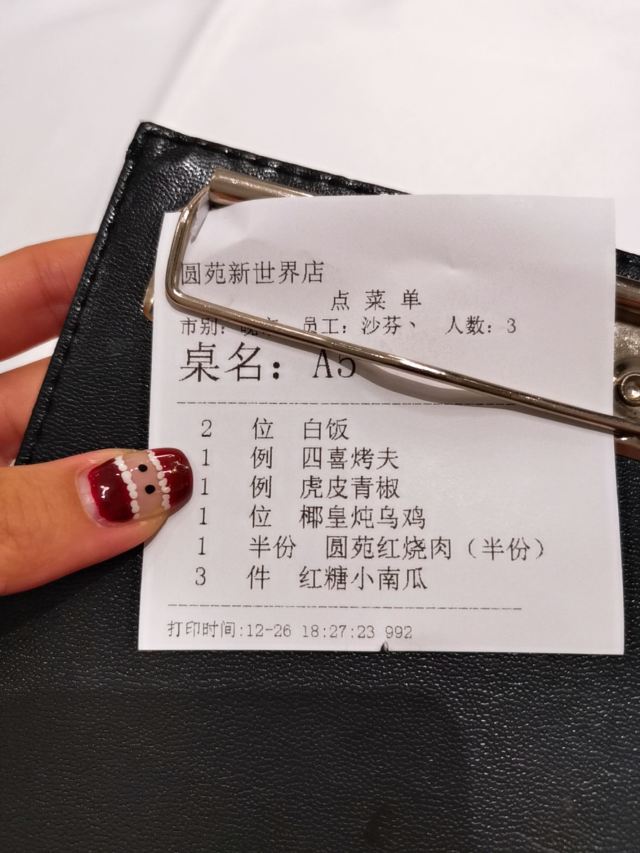 圆苑新世界店
点菜单
市别: 员工: 沙芬、 人数: 3
桌名: A5
2 位 白饭
1 例 四喜烤夫
1 例 虎皮青椒
1 位 椰皇炖乌鸡
1 半份 圆苑红烧肉（半份）
3 件 红糖小南瓜
打印时间:12-26 18:27:23 992